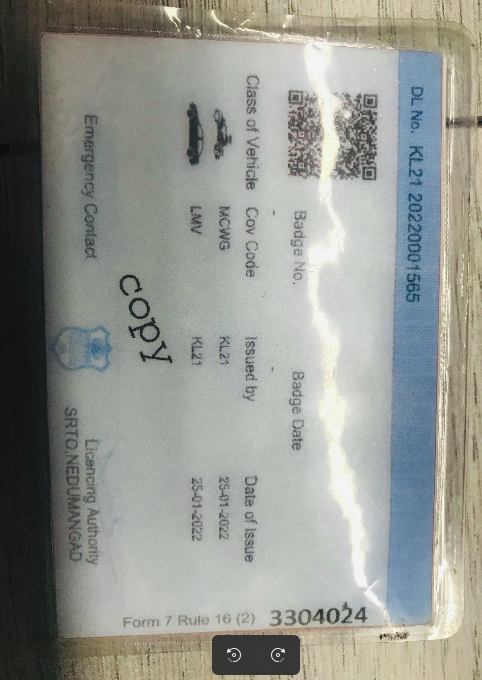 DL No. KL21 20220001565
Badge No. Badge Date
Class of Vehicle Cov Code Issued by Date of Issue
MCWG KL21 25-01-2022
LMV KL21 25-01-2022
copy
Emergency Contact
Licencing Authority
SRTO,NEDUMANGAD
Form 7 Rule 16 (2) 3304024